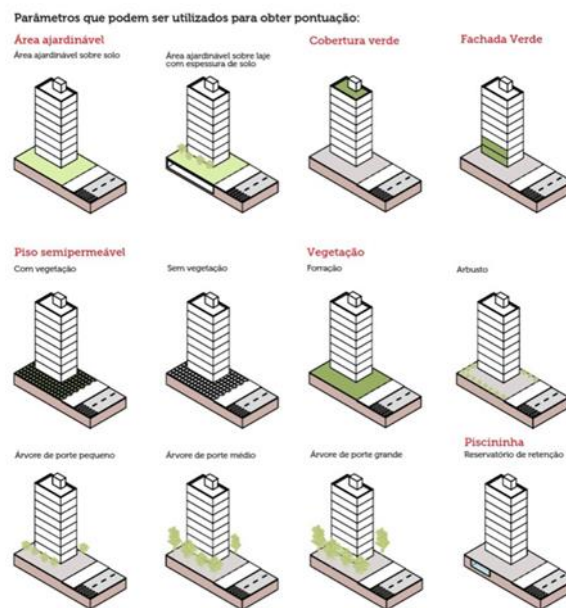 Parâmetros que podem ser utilizados para obter pontuação:
Área ajardinável
Cobertura verde
Fachada Verde
Área ajardinável sobre solo
Área ajardinável sobre laje
com espessura de solo
Piso semipermeável
Vegetação
Com vegetação
Sem vegetação
Forração
Arbusto
Piscininha
Árvore de porte pequeno
Árvore de porte médio
Árvore de porte grande
Reservatório de retenção